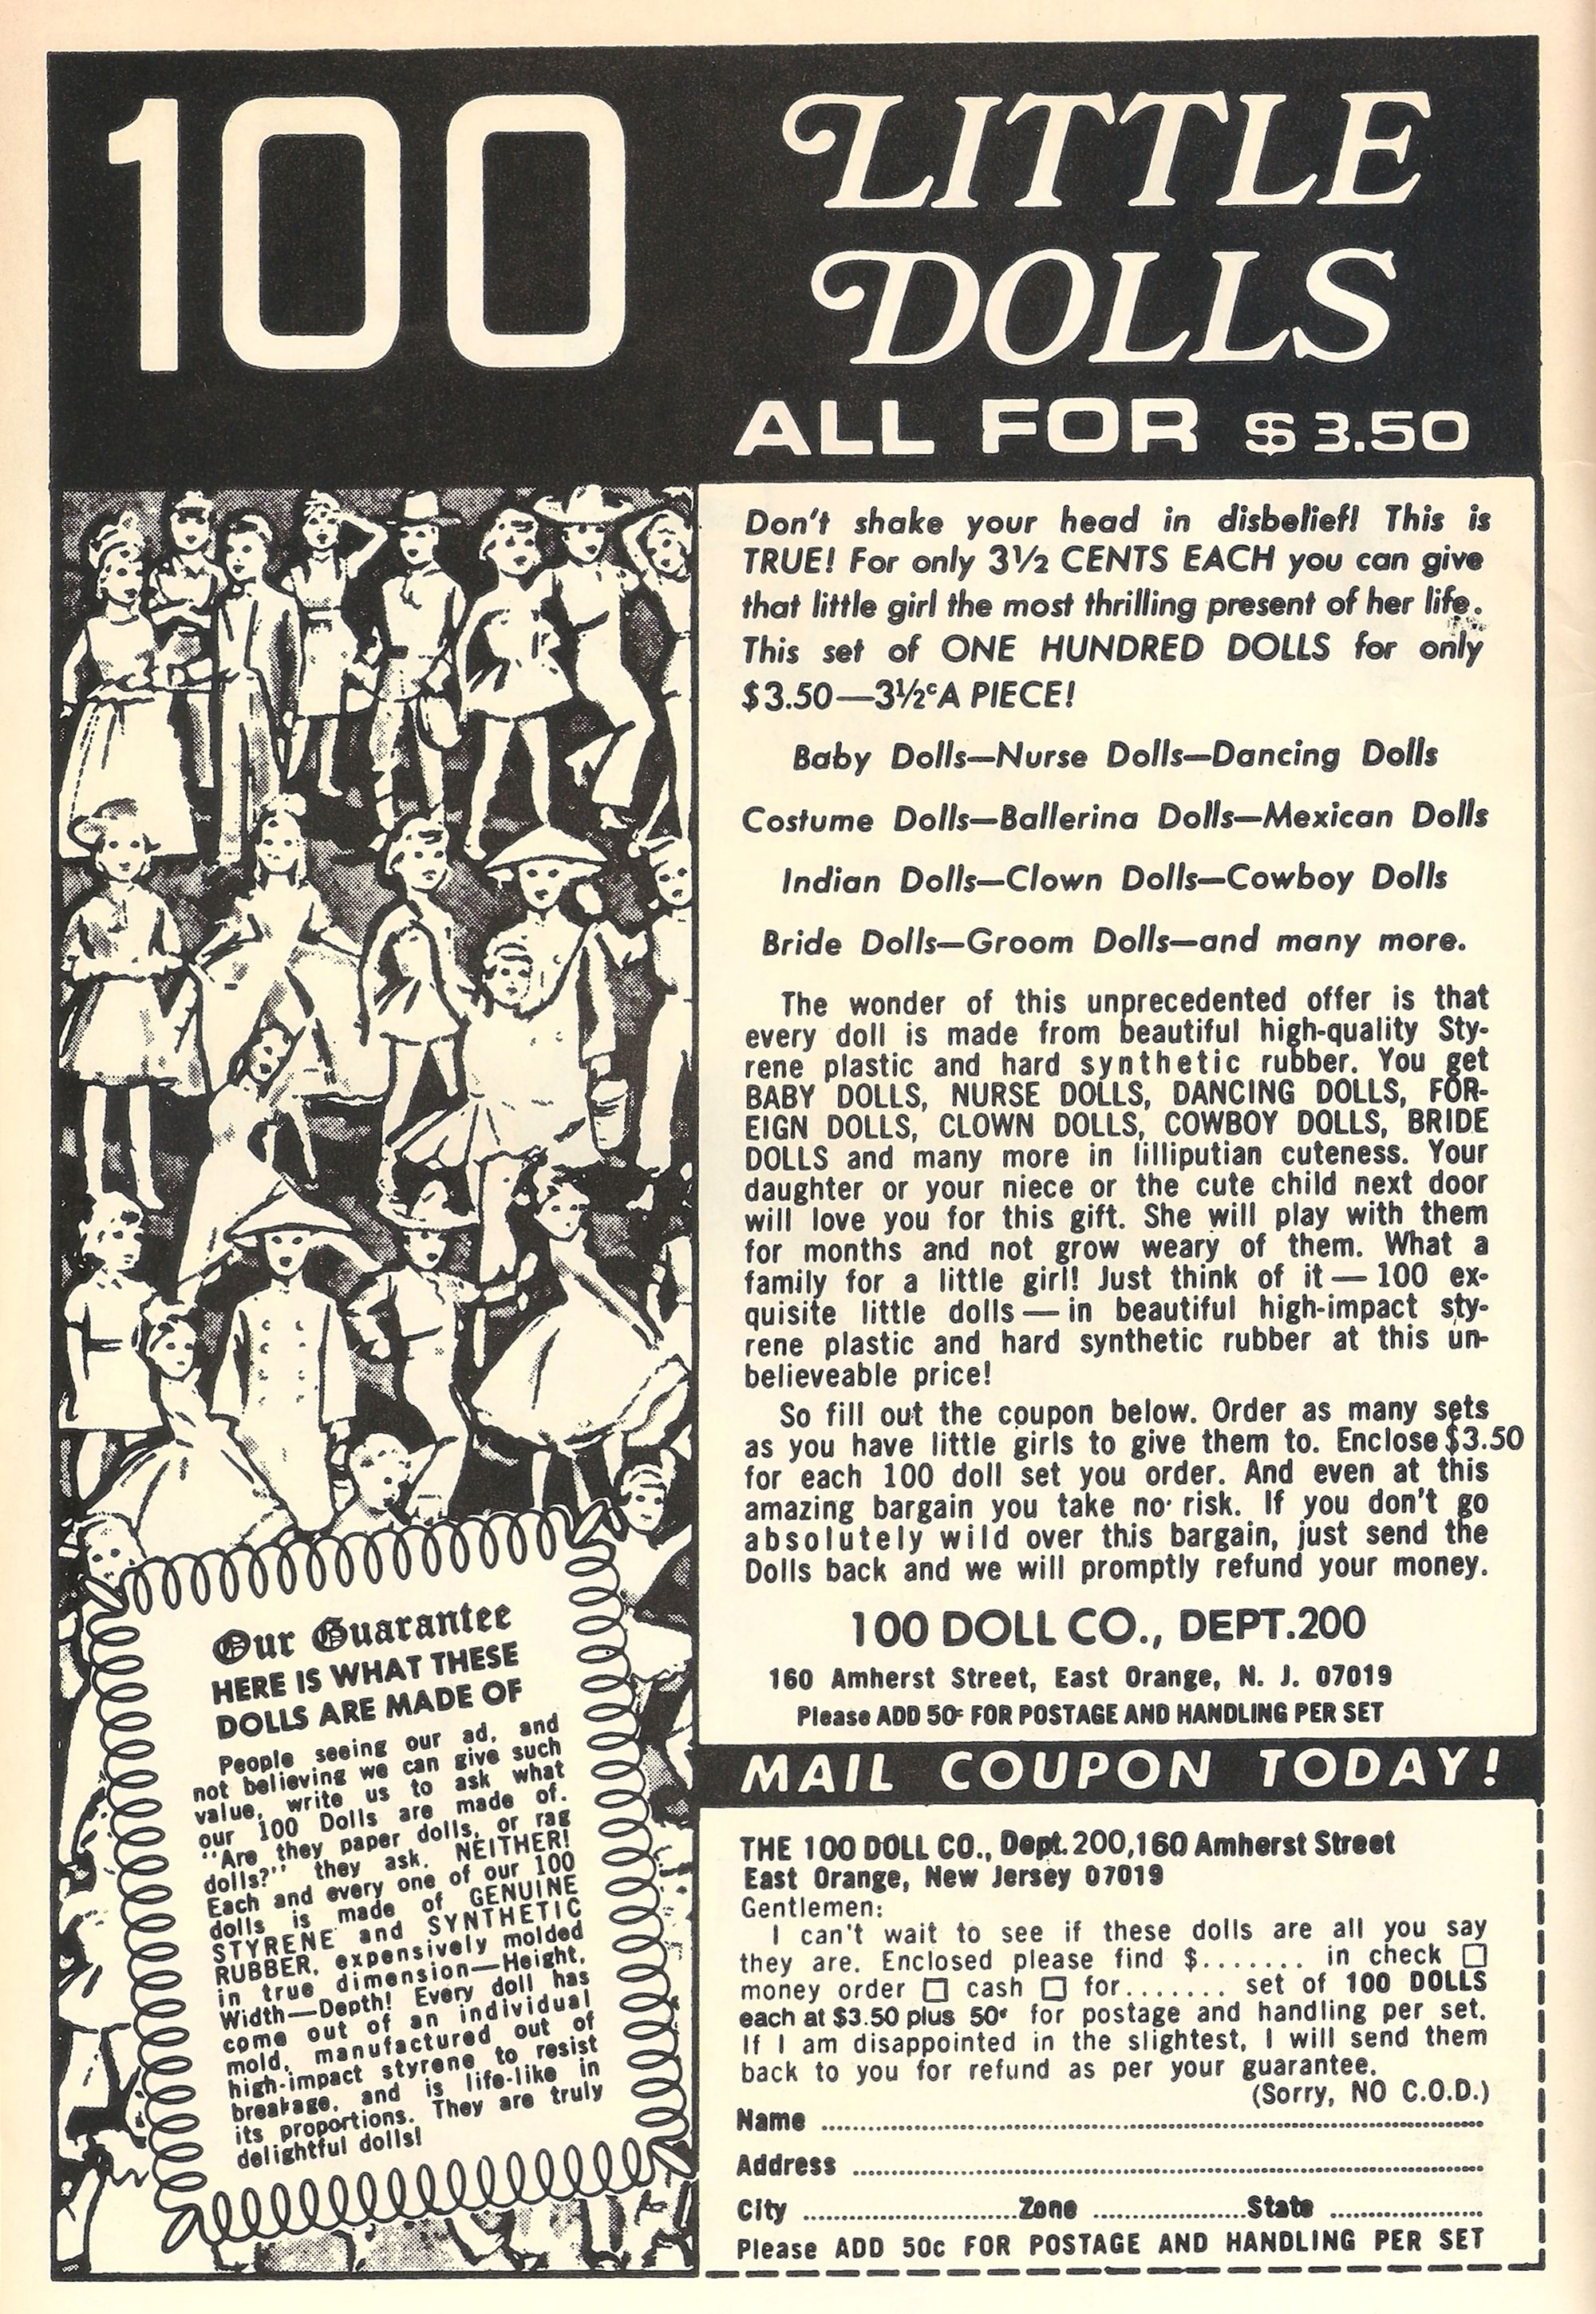 100
LITTLE
DOLLS
ALL FOR $3.50
Don't shake your head in disbelief! This is
TRUE! For only 3½ CENTS EACH you can give
that little girl the most thrilling present of her life.
This set of ONE HUNDRED DOLLS for only
$3.50—3½¢ A PIECE!
Baby Dolls—Nurse Dolls—Dancing Dolls
Costume Dolls—Ballerina Dolls—Mexican Dolls
Indian Dolls—Clown Dolls—Cowboy Dolls
Bride Dolls—Groom Dolls—and many more.
The wonder of this unprecedented offer is that
every doll is made from beautiful high-quality Sty-
rene plastic and hard synthetic rubber. You get
BABY DOLLS, NURSE DOLLS, DANCING DOLLS, FOR-
EIGN DOLLS, CLOWN DOLLS, COWBOY DOLLS, BRIDE
DOLLS and many more in lilliputian cuteness. Your
daughter or your niece or the cute child next door
will love you for this gift. She will play with them
for months and not grow weary of them. What a
family for a little girl! Just think of it — 100 ex-
quisite little dolls — in beautiful high-impact sty-
rene plastic and hard synthetic rubber at this un-
believeable price!
So fill out the coupon below. Order as many sets
as you have little girls to give them to. Enclose $3.50
for each 100 doll set you order. And even at this
amazing bargain you take no risk. If you don't go
absolutely wild over this bargain, just send the
Dolls back and we will promptly refund your money.
100 DOLL CO., DEPT.200
160 Amherst Street, East Orange, N. J. 07019
Please ADD 50¢ FOR POSTAGE AND HANDLING PER SET
Our Guarantee
HERE IS WHAT THESE
DOLLS ARE MADE OF
People seeing our ad, and
not believing we can give such
value, write us to ask what
our 100 Dolls are made of.
"Are they paper dolls, or rag
dolls?" they ask. NEITHER!
Each and every one of our 100
dolls is made of GENUINE
STYRENE and SYNTHETIC
RUBBER, expensively molded
in true dimension—Height,
Width—Depth! Every doll has
come out of an individual
mold, manufactured out of
high-impact styrene to resist
breakage, and is life-like in
its proportions. They are truly
delightful dolls!
MAIL COUPON TODAY!
THE 100 DOLL CO., Dept. 200, 160 Amherst Street
East Orange, New Jersey 07019
Gentlemen:
I can't wait to see if these dolls are all you say
they are. Enclosed please find $........ in check □
money order □ cash □ for........ set of 100 DOLLS
each at $3.50 plus 50¢ for postage and handling per set.
If I am disappointed in the slightest, I will send them
back to you for refund as per your guarantee.
(Sorry, NO C.O.D.)
Name ........................
Address ........................
City ............ Zone ............ State ............
Please ADD 50c FOR POSTAGE AND HANDLING PER SET